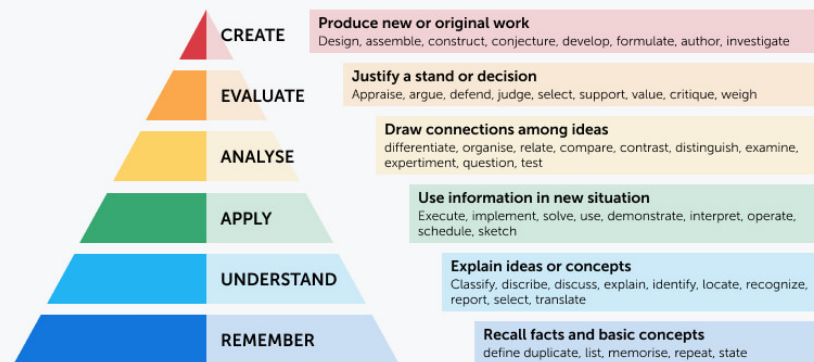 CREATE
Produce new or original work
Design, assemble, construct, conjecture, develop, formulate, author, investigate
EVALUATE
Justify a stand or decision
Appraise, argue, defend, judge, select, support, value, critique, weigh
ANALYSE
Draw connections among ideas
differentiate, organise, relate, compare, contrast, distinguish, examine,
expertiment, question, test
APPLY
Use information in new situation
Execute, implement, solve, use, demonstrate, interpret, operate,
schedule, sketch
UNDERSTAND
Explain ideas or concepts
Classify, discribe, discuss, explain, identify, locate, recognize,
report, select, translate
REMEMBER
Recall facts and basic concepts
define duplicate, list, memorise, repeat, state